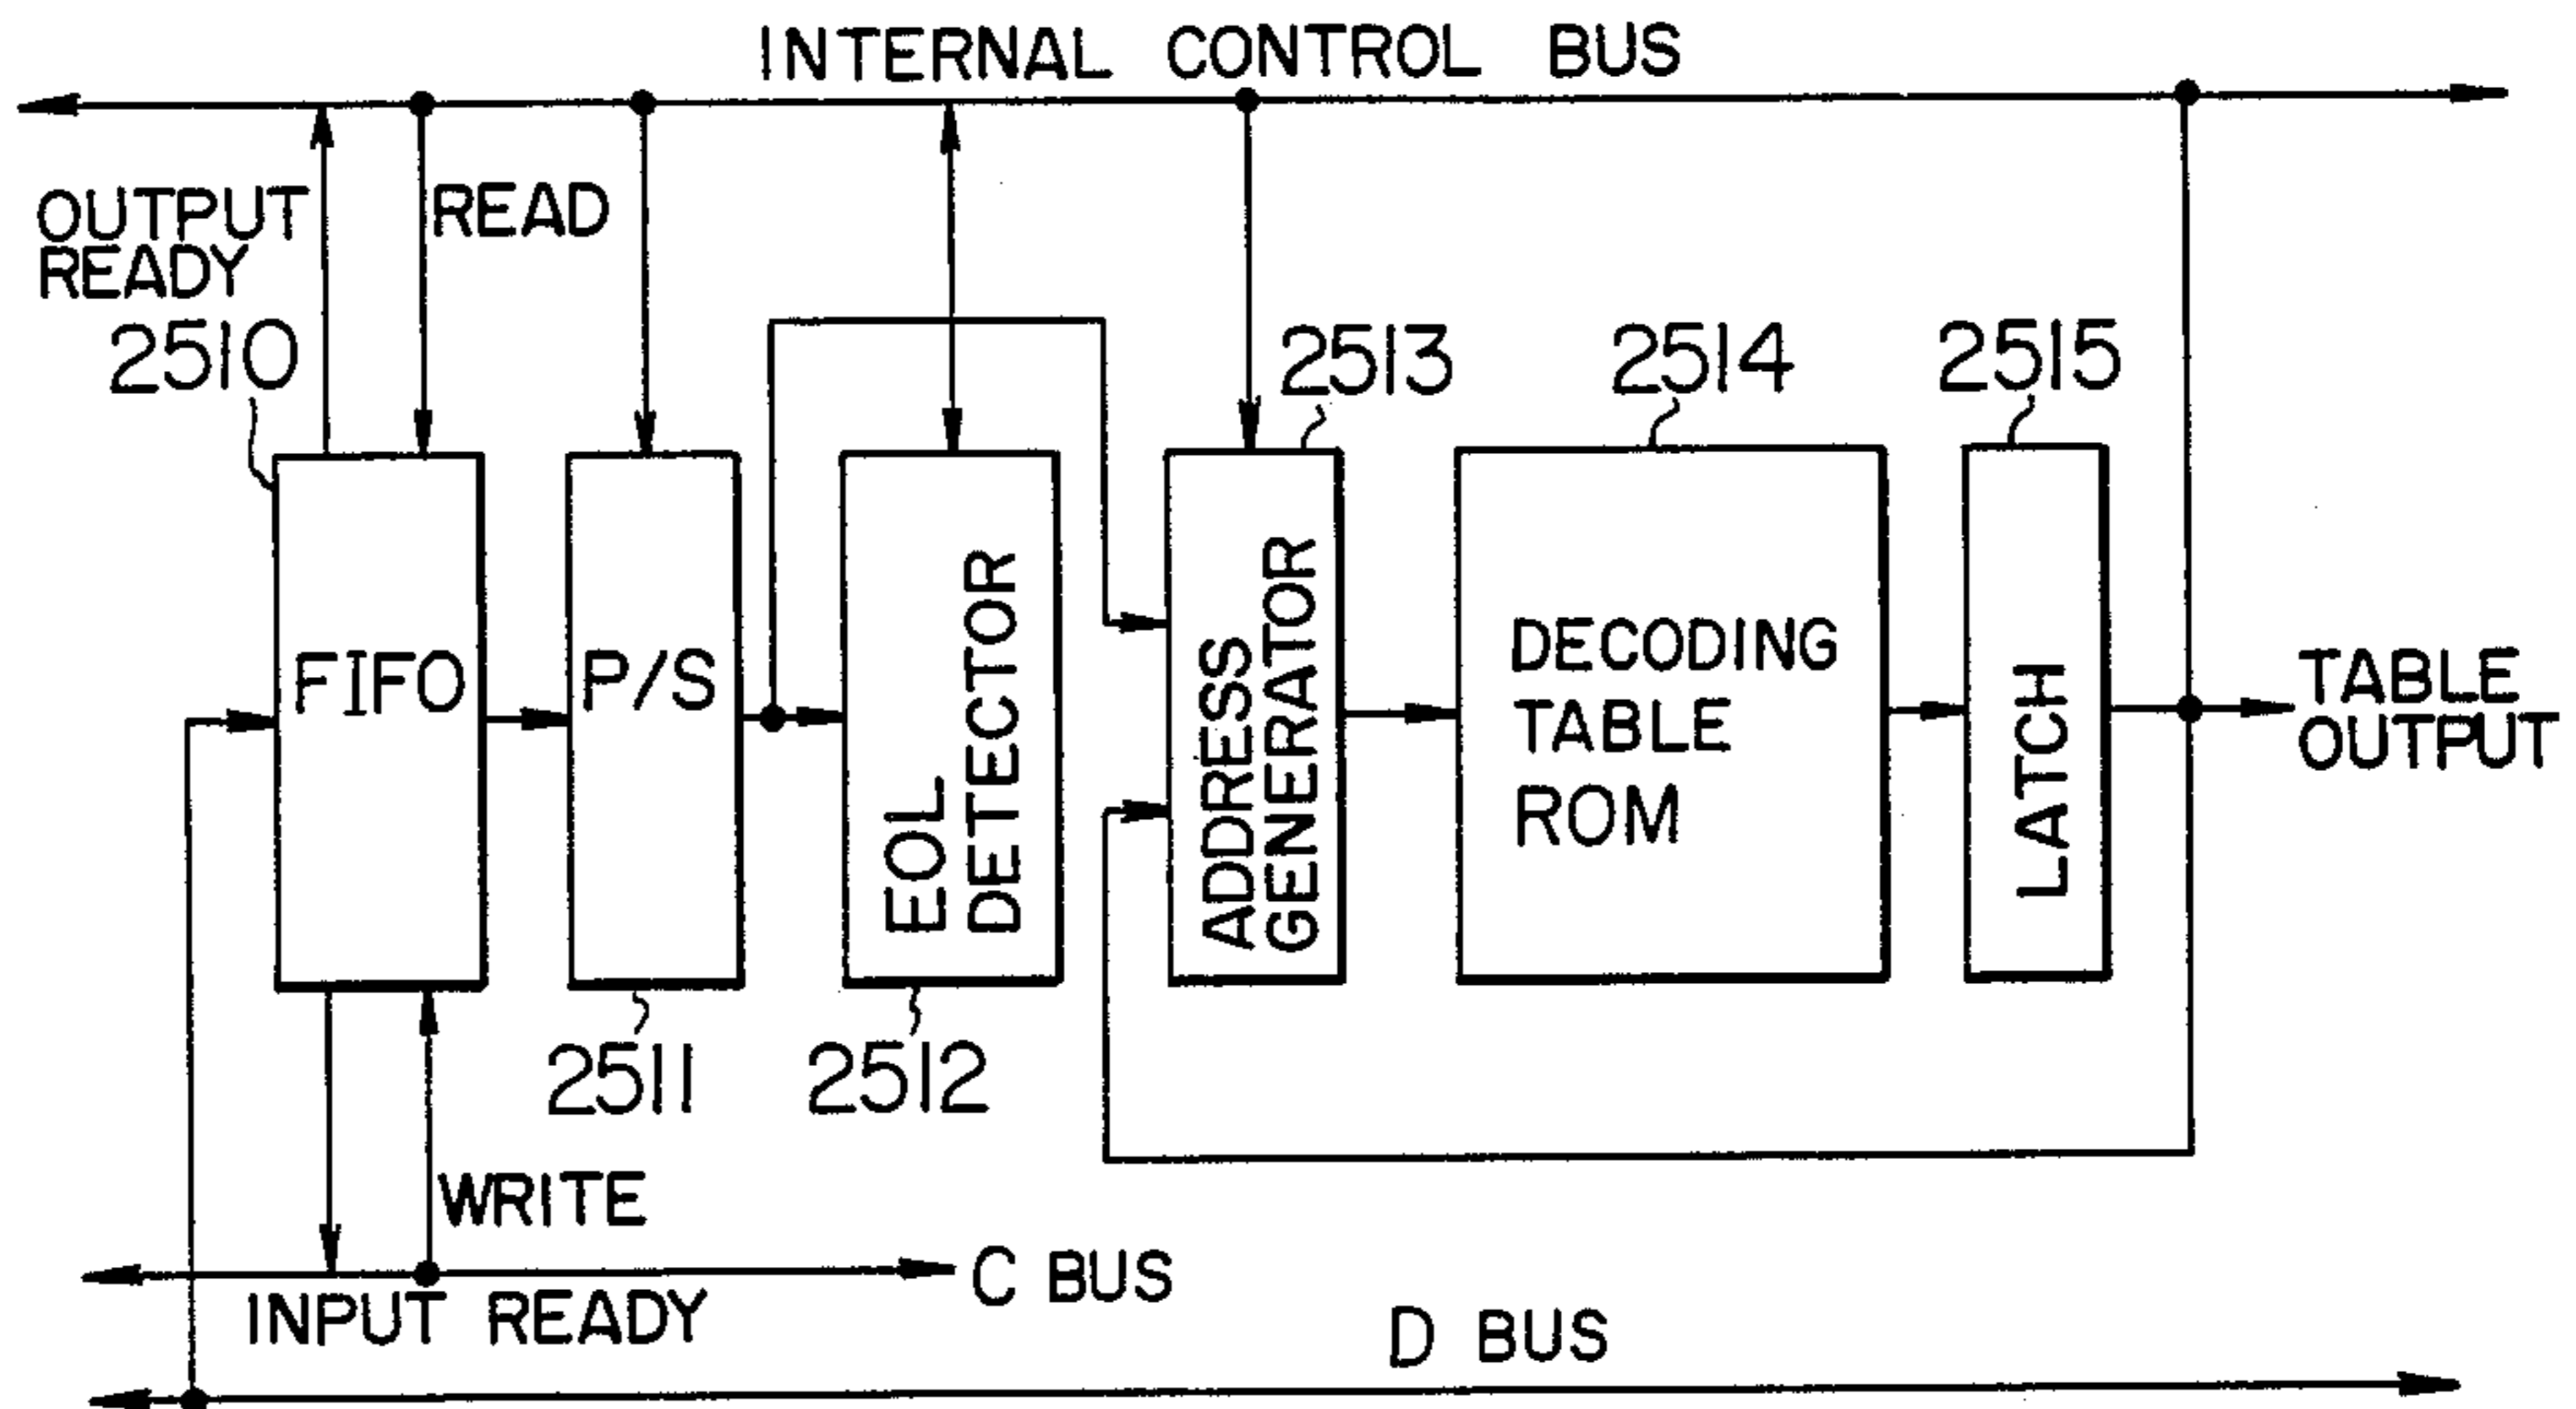 INTERNAL CONTROL BUS
OUTPUT
READY
READ
2510
2513
2514
2515
FIFO
P/S
EOL
DETECTOR
ADDRESS
GENERATOR
DECODING
TABLE
ROM
LATCH
TABLE
OUTPUT
2511
2512
WRITE
C BUS
INPUT READY
D BUS